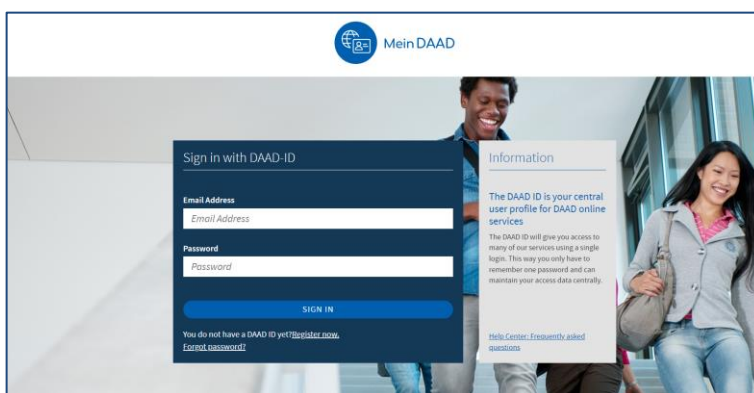 Mein DAAD
Sign in with DAAD-ID
Email Address
Email Address
Password
Password
SIGN IN
You do not have a DAAD ID yet?Register now.
Forgot password?
Information
The DAAD ID is your central
user profile for DAAD online
services
The DAAD ID will give you access to
many of our services using a single
login. This way you only have to
remember one password and can
maintain your access data centrally.
Help Center: Frequently asked
questions